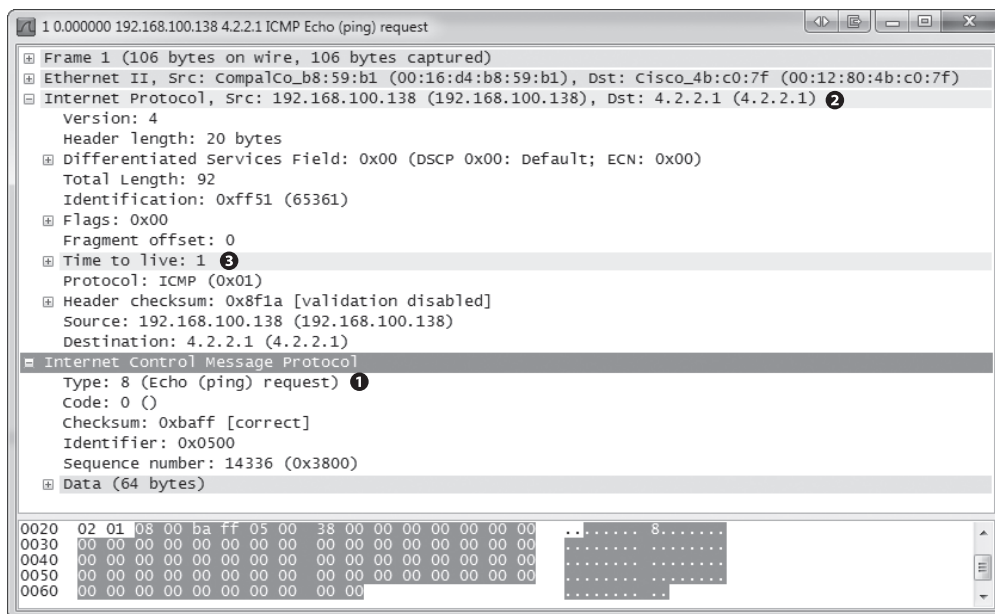 1 0.000000 192.168.100.138 4.2.2.1 ICMP Echo (ping) request
Frame 1 (106 bytes on wire, 106 bytes captured)
Ethernet II, Src: CompalCo_b8:59:b1 (00:16:d4:b8:59:b1), Dst: Cisco_4b:c0:7f (00:12:80:4b:c0:7f)
Internet Protocol, Src: 192.168.100.138 (192.168.100.138), Dst: 4.2.2.1 (4.2.2.1) ❷
Version: 4
Header length: 20 bytes
Differentiated Services Field: 0x00 (DSCP 0x00: Default; ECN: 0x00)
Total Length: 92
Identification: 0xff51 (65361)
Flags: 0x00
Fragment offset: 0
Time to live: 1 ❸
Protocol: ICMP (0x01)
Header checksum: 0x8f1a [validation disabled]
Source: 192.168.100.138 (192.168.100.138)
Destination: 4.2.2.1 (4.2.2.1)
Internet Control Message Protocol
Type: 8 (Echo (ping) request) ❶
Code: 0 ()
Checksum: 0xbaff [correct]
Identifier: 0x0500
Sequence number: 14336 (0x3800)
Data (64 bytes)
0020 02 01 08 00 ba ff 05 00 38 00 00 00 00 00 00 00 ........ 8.......
0030 00 00 00 00 00 00 00 00 00 00 00 00 00 00 00 00 ........ ........
0040 00 00 00 00 00 00 00 00 00 00 00 00 00 00 00 00 ........ ........
0050 00 00 00 00 00 00 00 00 00 00 00 00 00 00 00 00 ........ ........
0060 00 00 00 00 00 00 00 00 00 00 ........ ..